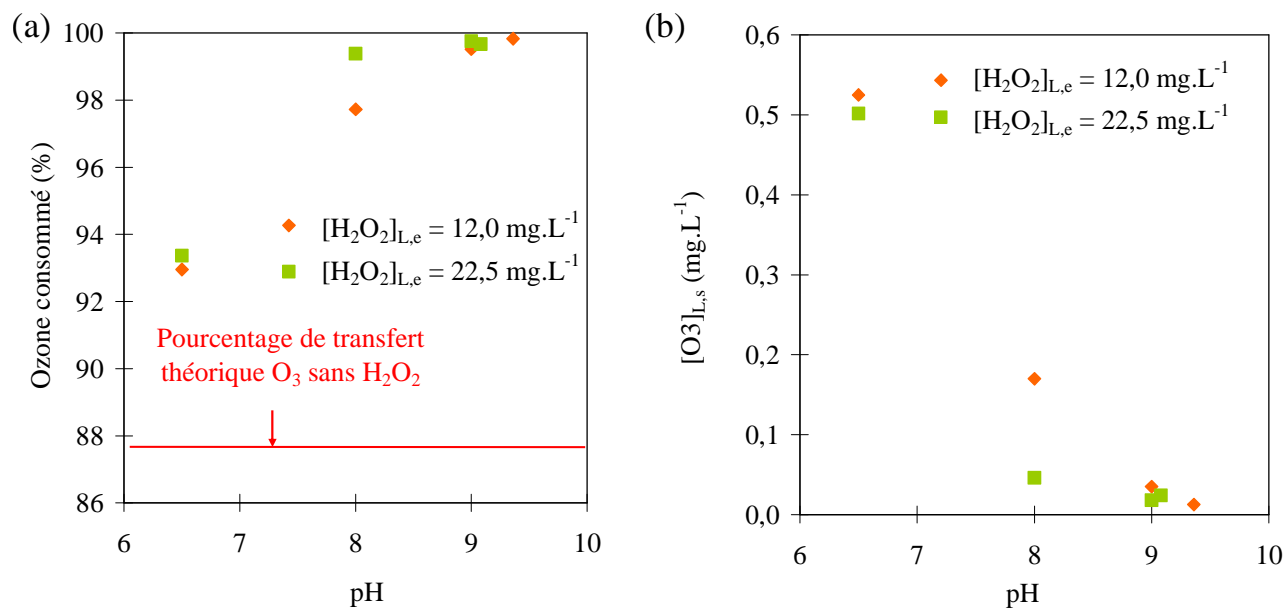 (a)
100
98
96
94
92
90
88
86
Ozone consommé (%)
[H₂O₂]L,e = 12,0 mg.L⁻¹
[H₂O₂]L,e = 22,5 mg.L⁻¹
Pourcentage de transfert
théorique O₃ sans H₂O₂
6 7 8 9 10
pH
(b)
0,6
0,5
0,4
0,3
0,2
0,1
0,0
[O3]L,s (mg.L⁻¹)
[H₂O₂]L,e = 12,0 mg.L⁻¹
[H₂O₂]L,e = 22,5 mg.L⁻¹
6 7 8 9 10
pH